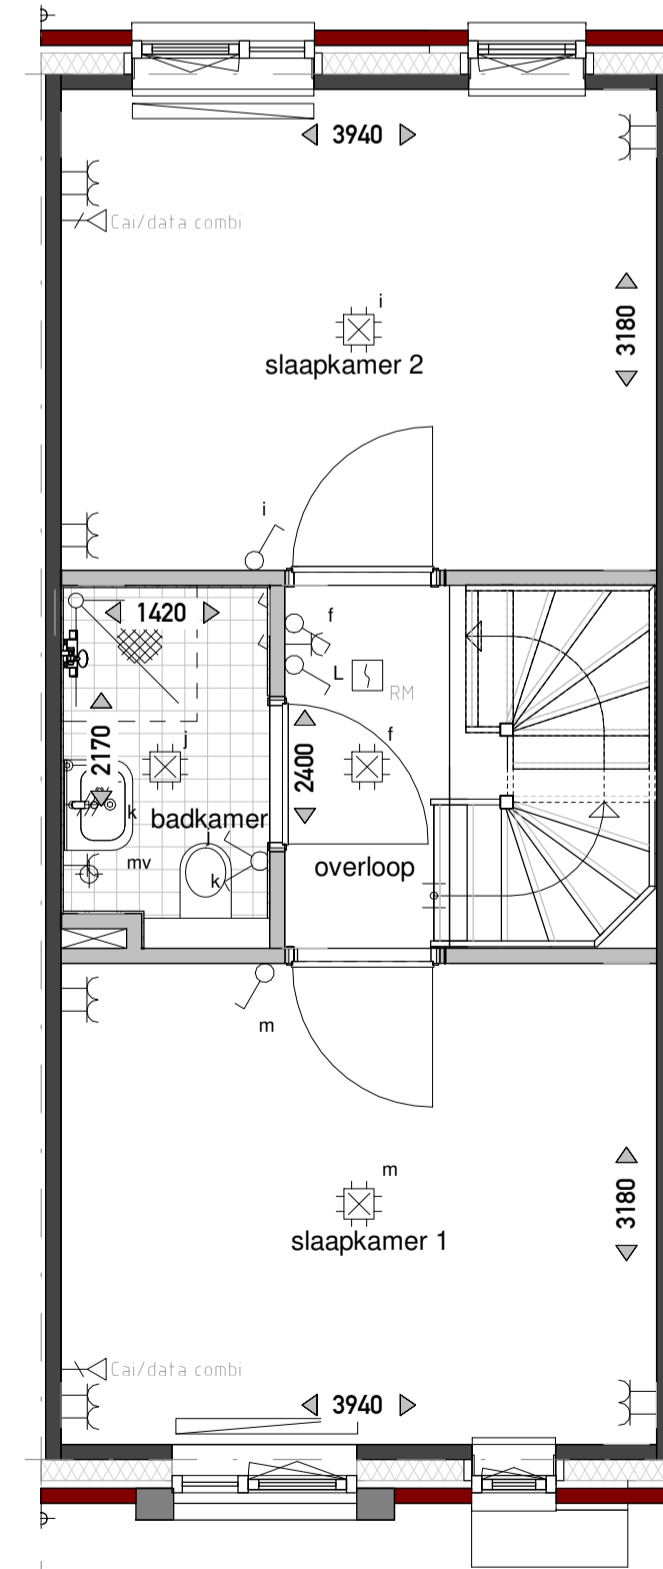 3940
Cai/data combi
3180
i
slaapkamer 2
i
1420
f
L
RM
2170
j
2400
f
k
badkamer
j
mv
k
overloop
m
m
3180
slaapkamer 1
Cai/data combi
3940